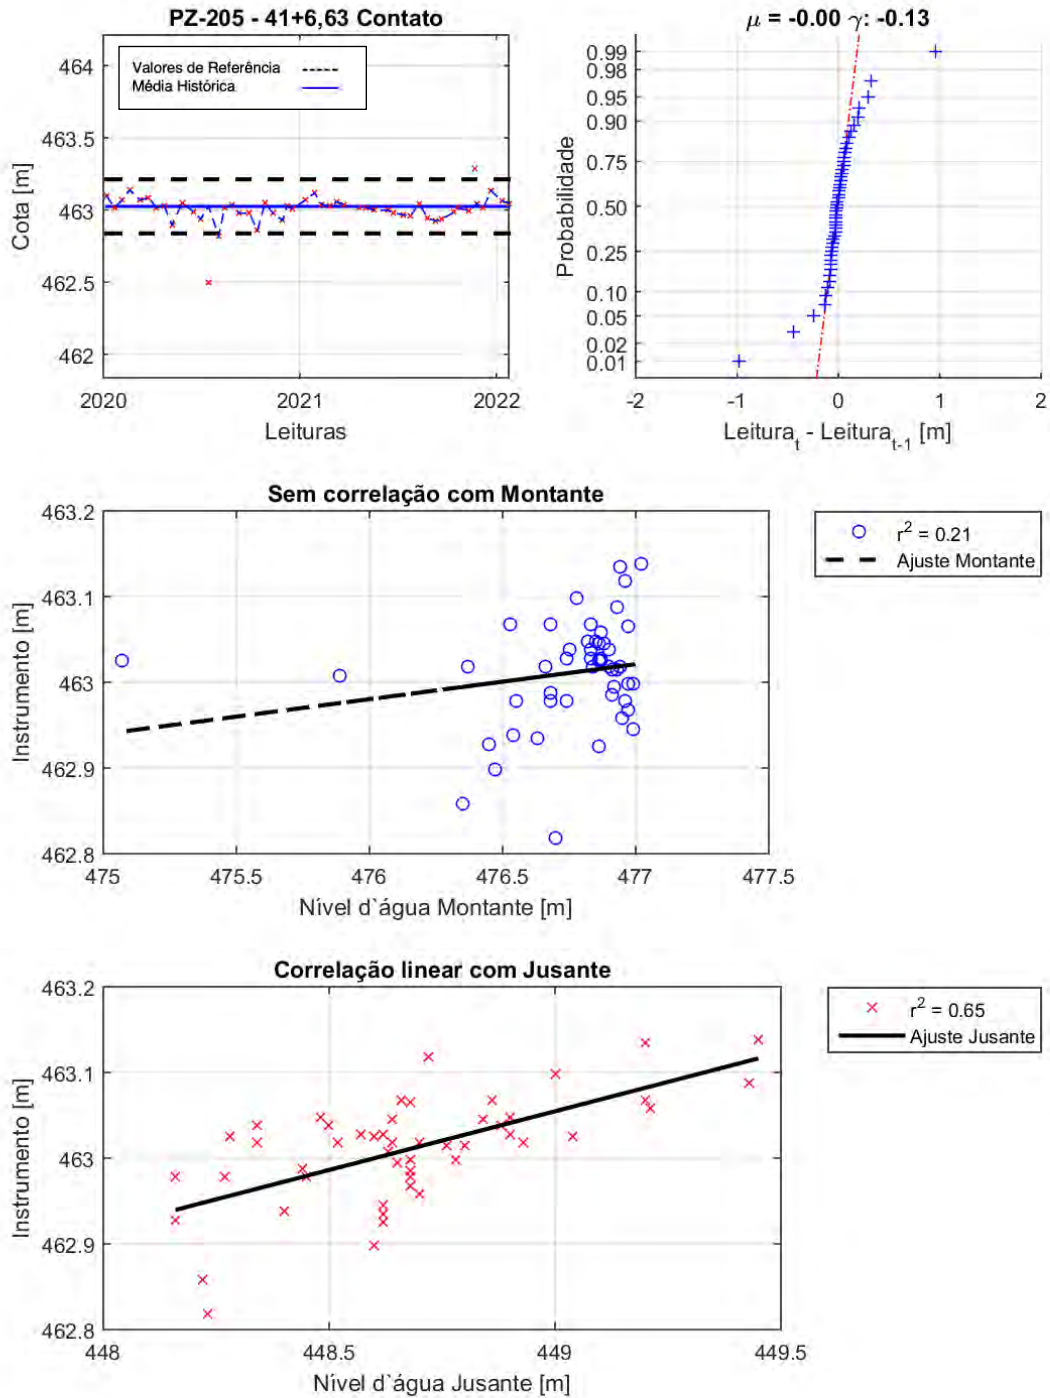 PZ-205 - 41+6,63 Contato
464
463.5
463
462.5
462
Cota [m]
Valores de Referência
Média Histórica
2020
2021
2022
Leituras
μ = -0.00 γ: -0.13
0.99
0.98
0.95
0.90
0.75
0.50
0.25
0.10
0.05
0.02
0.01
Probabilidade
-2
-1
0
1
2
Leitura_t - Leitura_t-1 [m]
Sem correlação com Montante
463.2
463.1
463
462.9
462.8
Instrumento [m]
475
475.5
476
476.5
477
477.5
Nível d`água Montante [m]
r² = 0.21
Ajuste Montante
Correlação linear com Jusante
463.2
463.1
463
462.9
462.8
Instrumento [m]
448
448.5
449
449.5
Nível d`água Jusante [m]
r² = 0.65
Ajuste Jusante